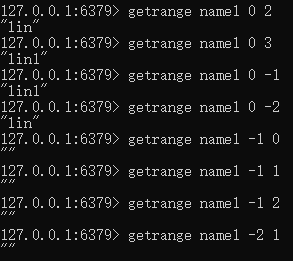 127.0.0.1:6379> getrange name1 0 2
"lin"
127.0.0.1:6379> getrange name1 0 3
"lin1"
127.0.0.1:6379> getrange name1 0 -1
"lin1"
127.0.0.1:6379> getrange name1 0 -2
"lin"
127.0.0.1:6379> getrange name1 -1 0
""
127.0.0.1:6379> getrange name1 -1 1
""
127.0.0.1:6379> getrange name1 -1 2
""
127.0.0.1:6379> getrange name1 -2 1
""